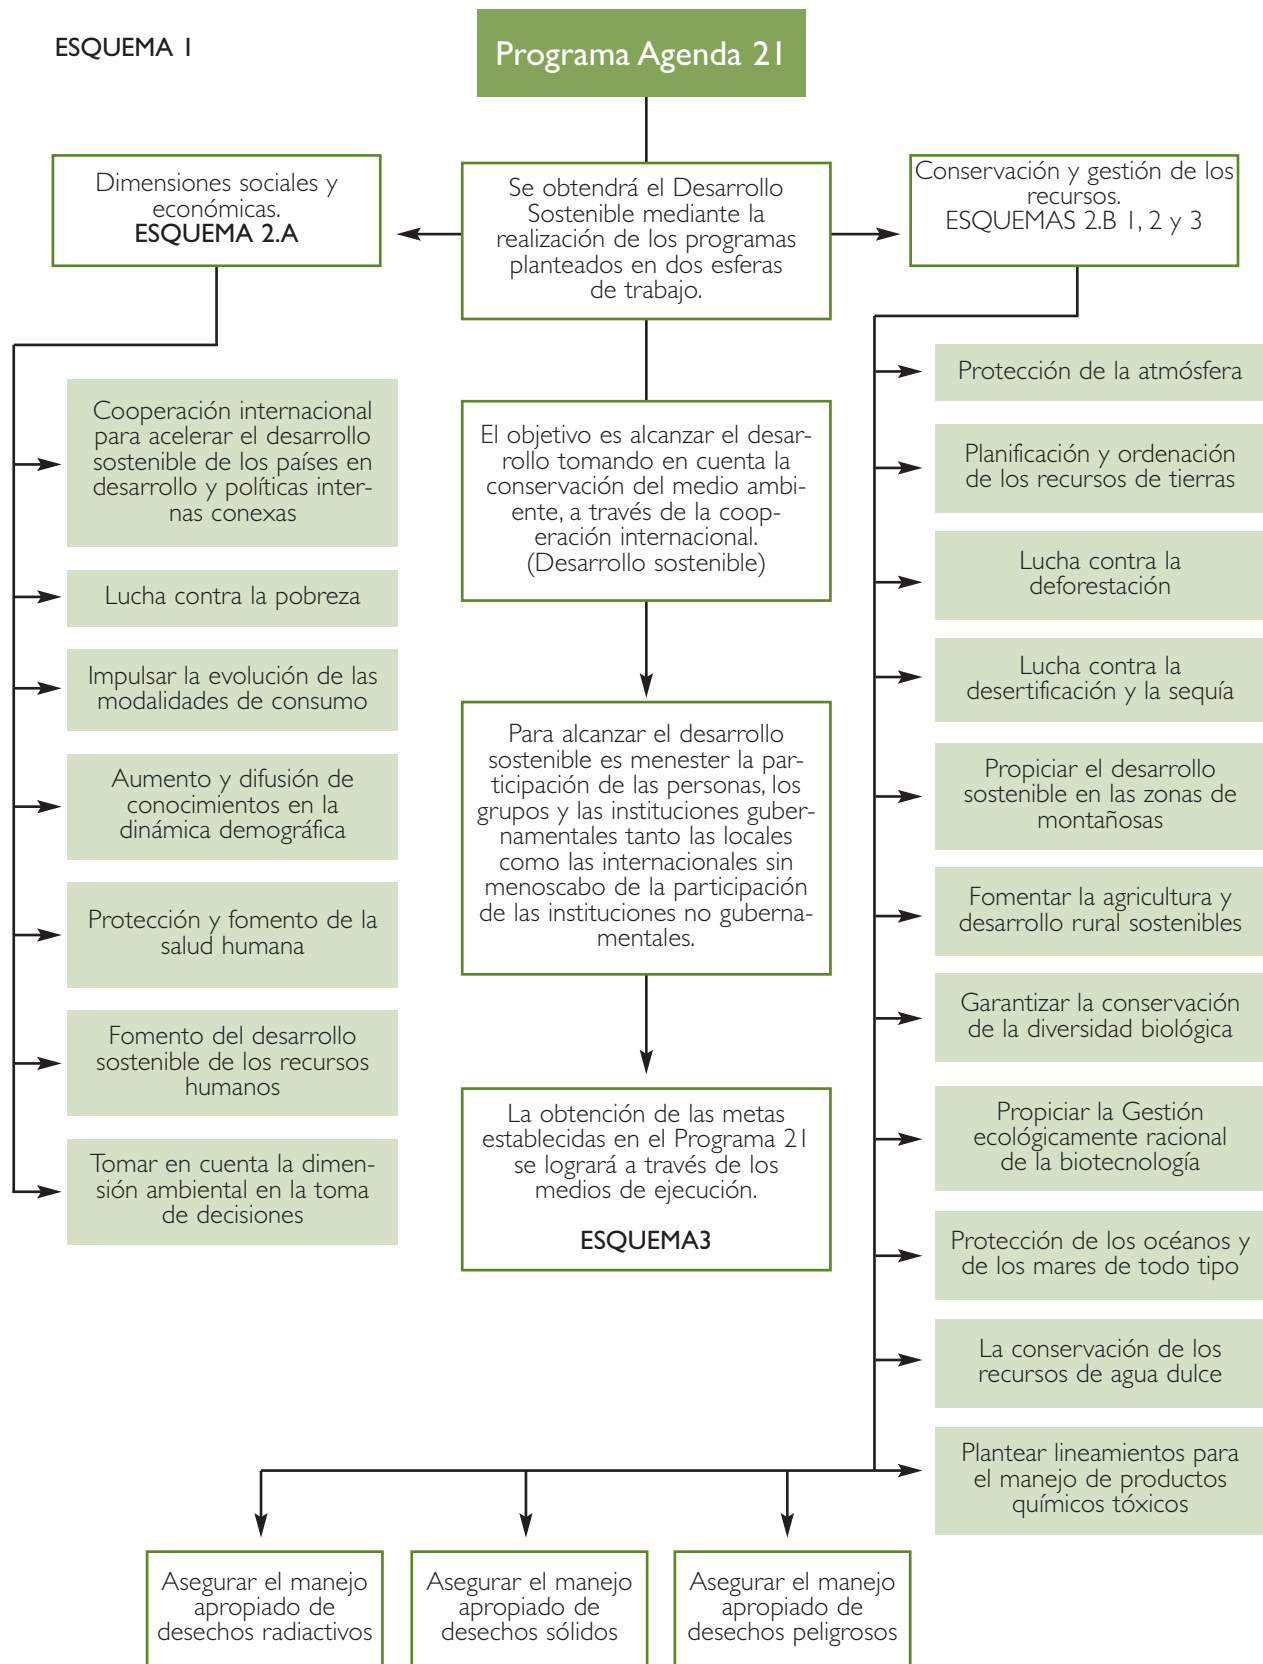 ESQUEMA 1
Programa Agenda 21
Dimensiones sociales y
económicas.
ESQUEMA 2.A
Se obtendrá el Desarrollo
Sostenible mediante la
realización de los programas
planteados en dos esferas
de trabajo.
Conservación y gestión de los
recursos.
ESQUEMAS 2.B 1, 2 y 3
Cooperación internacional
para acelerar el desarrollo
sostenible de los países en
desarrollo y políticas inter-
nas conexas
Lucha contra la pobreza
Impulsar la evolución de las
modalidades de consumo
Aumento y difusión de
conocimientos en la
dinámica demográfica
Protección y fomento de la
salud humana
Fomento del desarrollo
sostenible de los recursos
humanos
Tomar en cuenta la dimen-
sión ambiental en la toma
de decisiones
El objetivo es alcanzar el desar-
rollo tomando en cuenta la
conservación del medio ambi-
ente, a través de la coop-
eración internacional.
(Desarrollo sostenible)
Para alcanzar el desarrollo
sostenible es menester la par-
ticipación de las personas, los
grupos y las instituciones guber-
namentales tanto las locales
como las internacionales sin
menoscabo de la participación
de las instituciones no guberna-
mentales.
La obtención de las metas
establecidas en el Programa 21
se logrará a través de los
medios de ejecución.
ESQUEMA3
Protección de la atmósfera
Planificación y ordenación
de los recursos de tierras
Lucha contra la
deforestación
Lucha contra la
desertificación y la sequía
Propiciar el desarrollo
sostenible en las zonas de
montañosas
Fomentar la agricultura y
desarrollo rural sostenibles
Garantizar la conservación
de la diversidad biológica
Propiciar la Gestión
ecológicamente racional
de la biotecnología
Protección de los océanos y
de los mares de todo tipo
La conservación de los
recursos de agua dulce
Plantear lineamientos para
el manejo de productos
químicos tóxicos
Asegurar el manejo
apropiado de
desechos radiactivos
Asegurar el manejo
apropiado de
desechos sólidos
Asegurar el manejo
apropiado de
desechos peligrosos